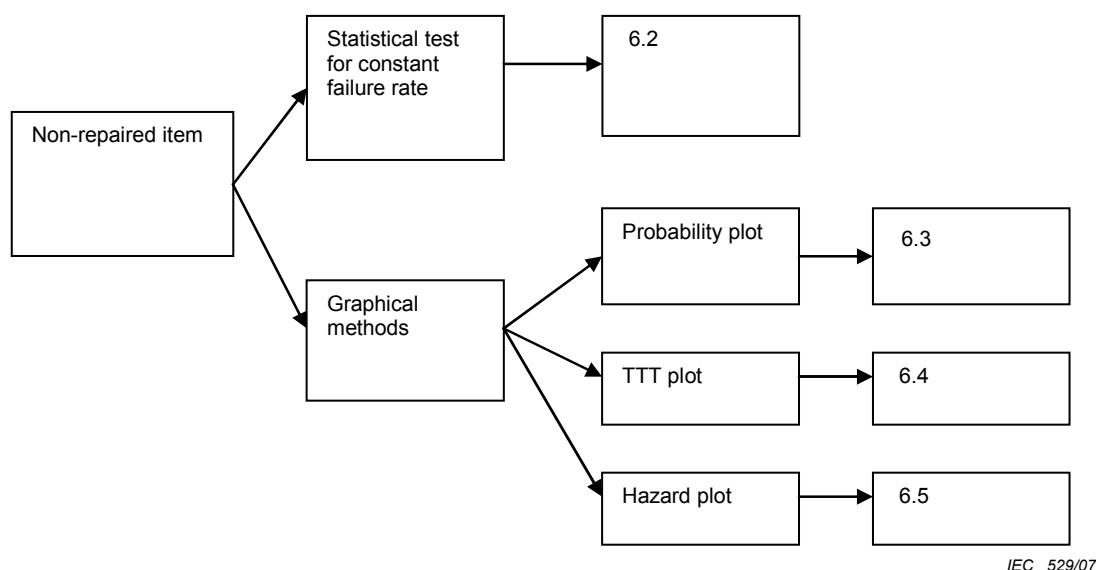 Non-repaired item
Statistical test
for constant
failure rate
6.2
Graphical
methods
Probability plot
6.3
TTT plot
6.4
Hazard plot
6.5
IEC 529/07